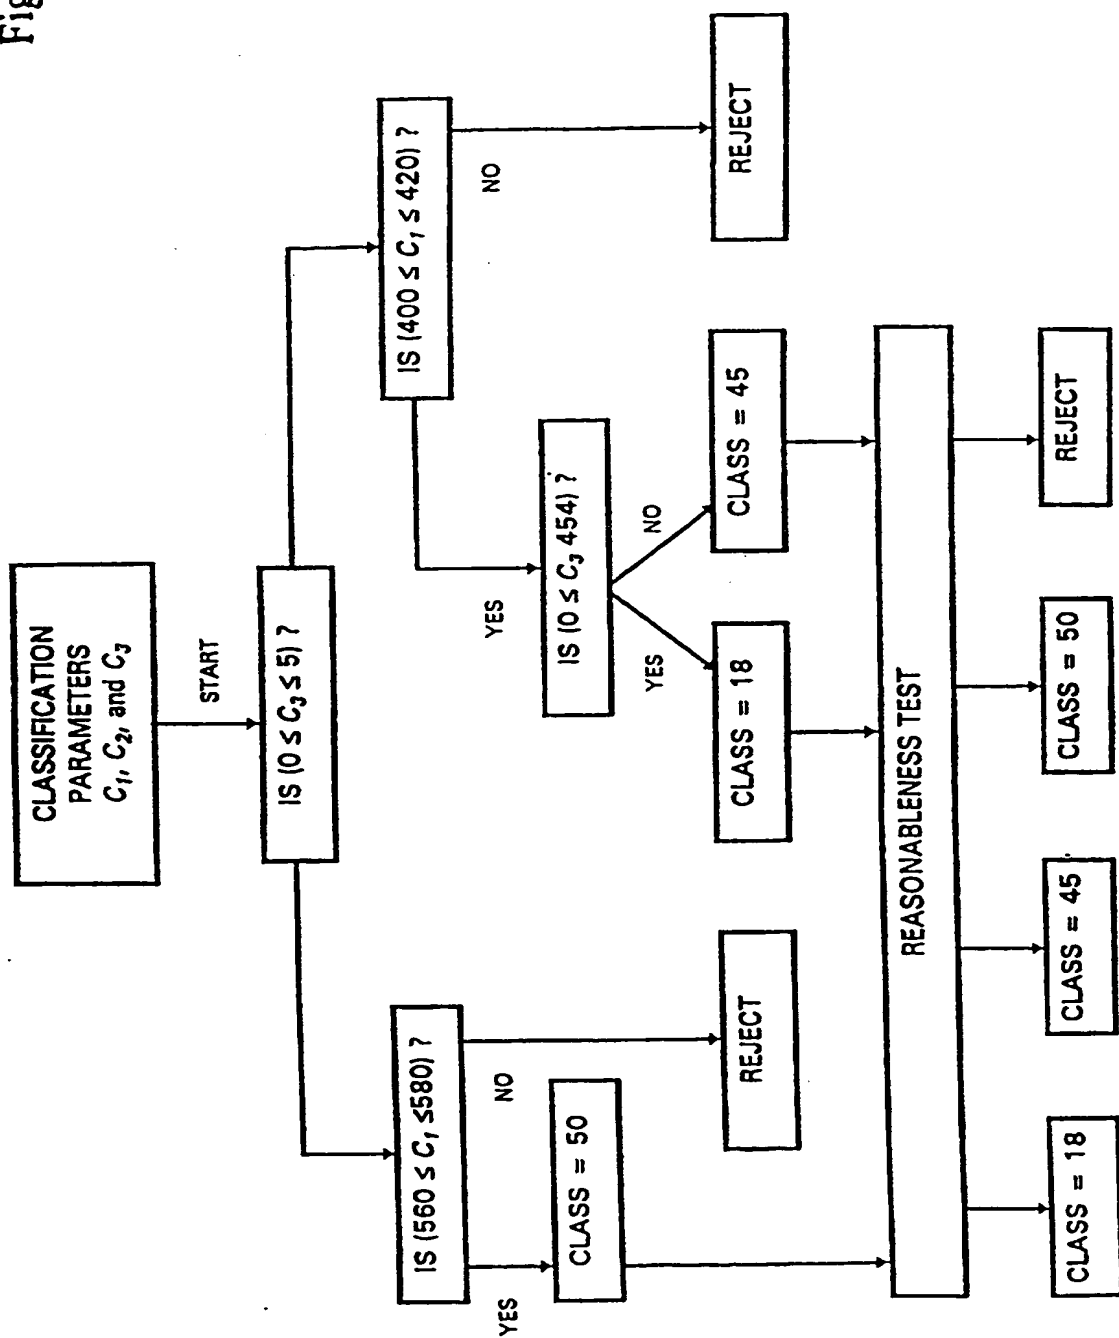 Fig
CLASSIFICATION
PARAMETERS
C₁, C₂, and C₃
START
IS (0 ≤ C₃ ≤ 5) ?
IS (560 ≤ C₁ ≤580) ?
IS (400 ≤ C₁ ≤ 420) ?
YES
NO
YES
NO
CLASS = 50
IS (0 ≤ C₃ 454) ?
YES
NO
REJECT
CLASS = 18
CLASS = 45
REJECT
REASONABLENESS TEST
CLASS = 18
CLASS = 45
CLASS = 50
REJECT